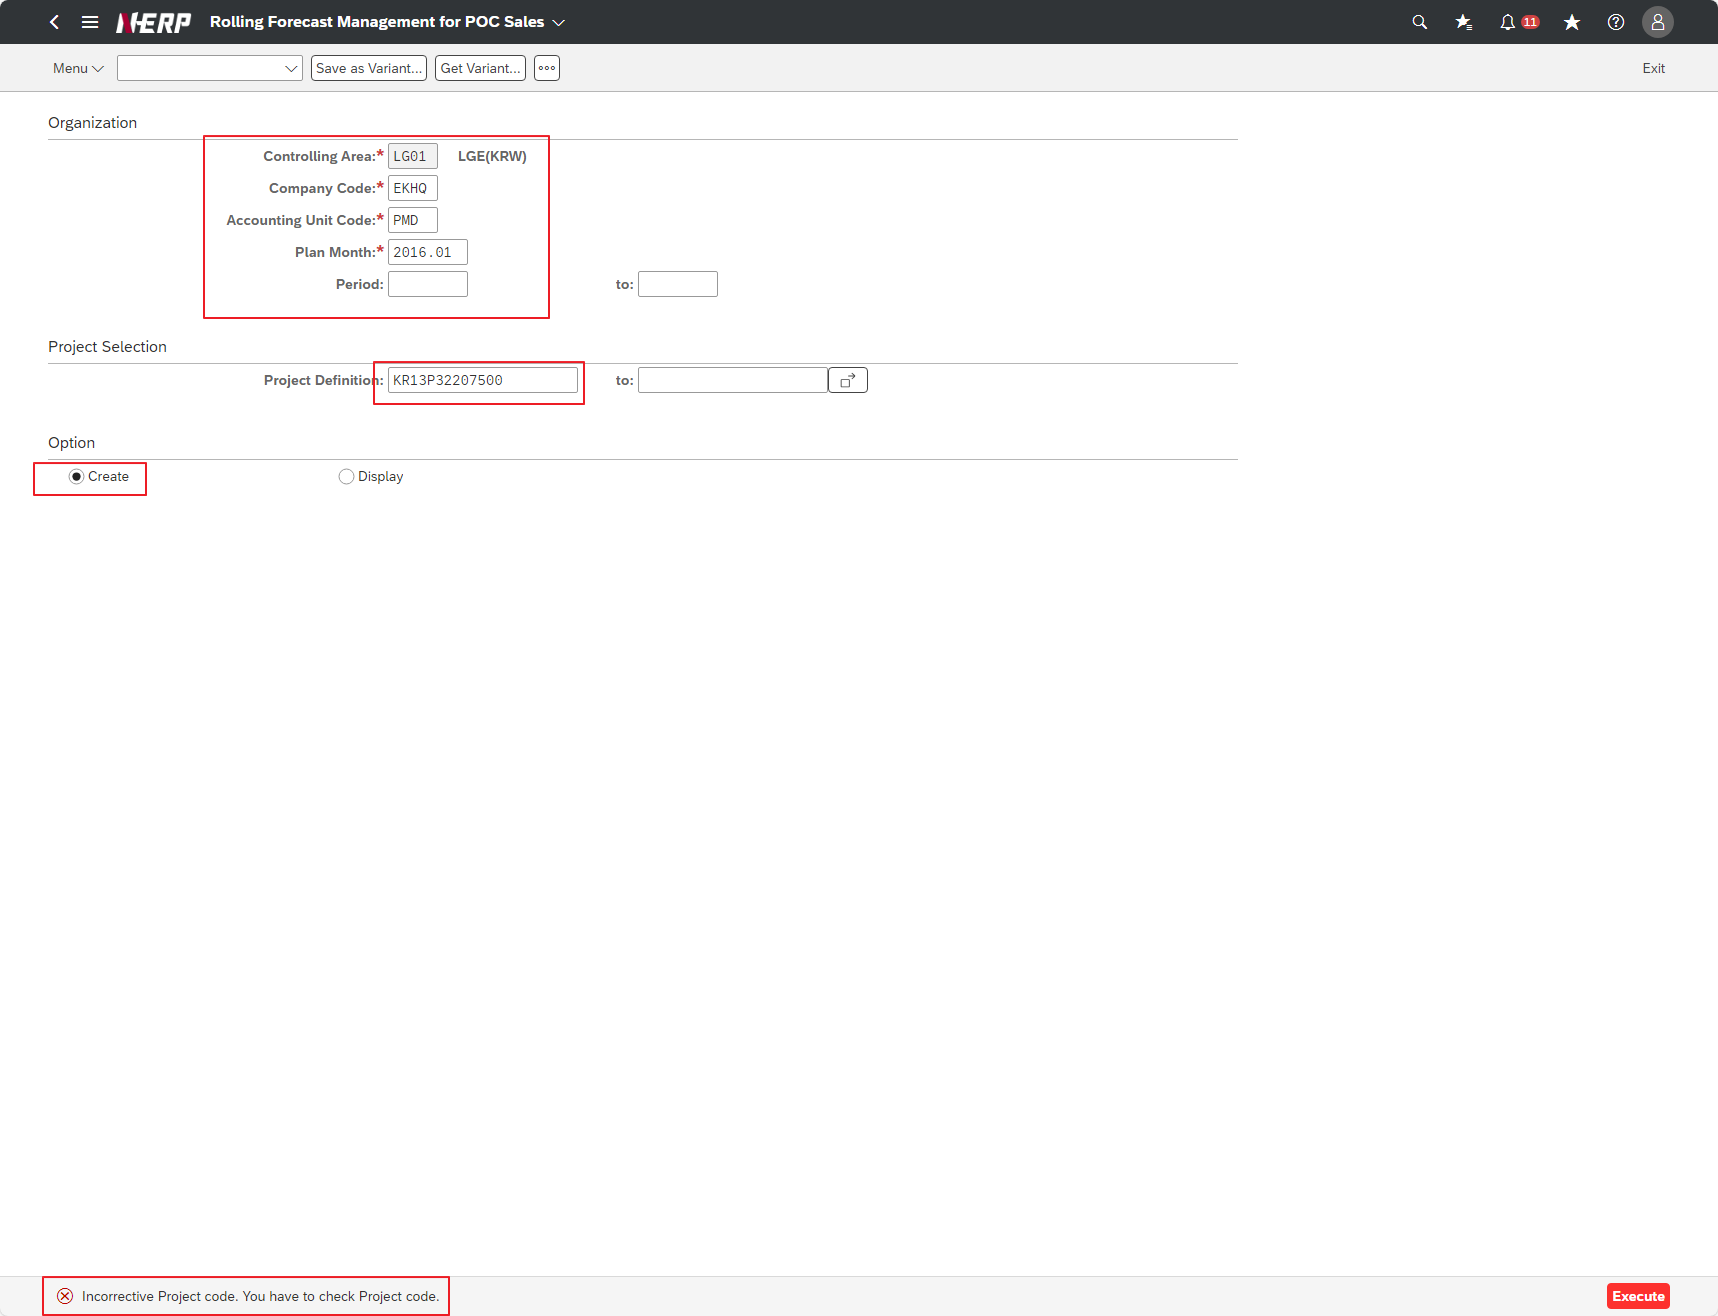 NERP Rolling Forecast Management for POC Sales 11
Menu Save as Variant... Get Variant... Exit
Organization
Controlling Area:* LG01 LGE(KRW)
Company Code:* EKHQ
Accounting Unit Code:* PMD
Plan Month:* 2016.01
Period: to:
Project Selection
Project Definition: KR13P32207500 to:
Option
Create Display
Incorrective Project code. You have to check Project code. Execute